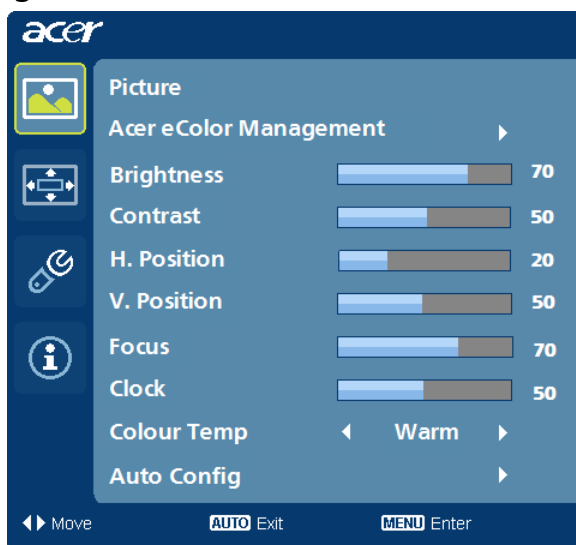 acer
Picture
Acer eColor Management
Brightness 70
Contrast 50
H. Position 20
V. Position 50
Focus 70
Clock 50
Colour Temp Warm
Auto Config
Move AUTO Exit MENU Enter